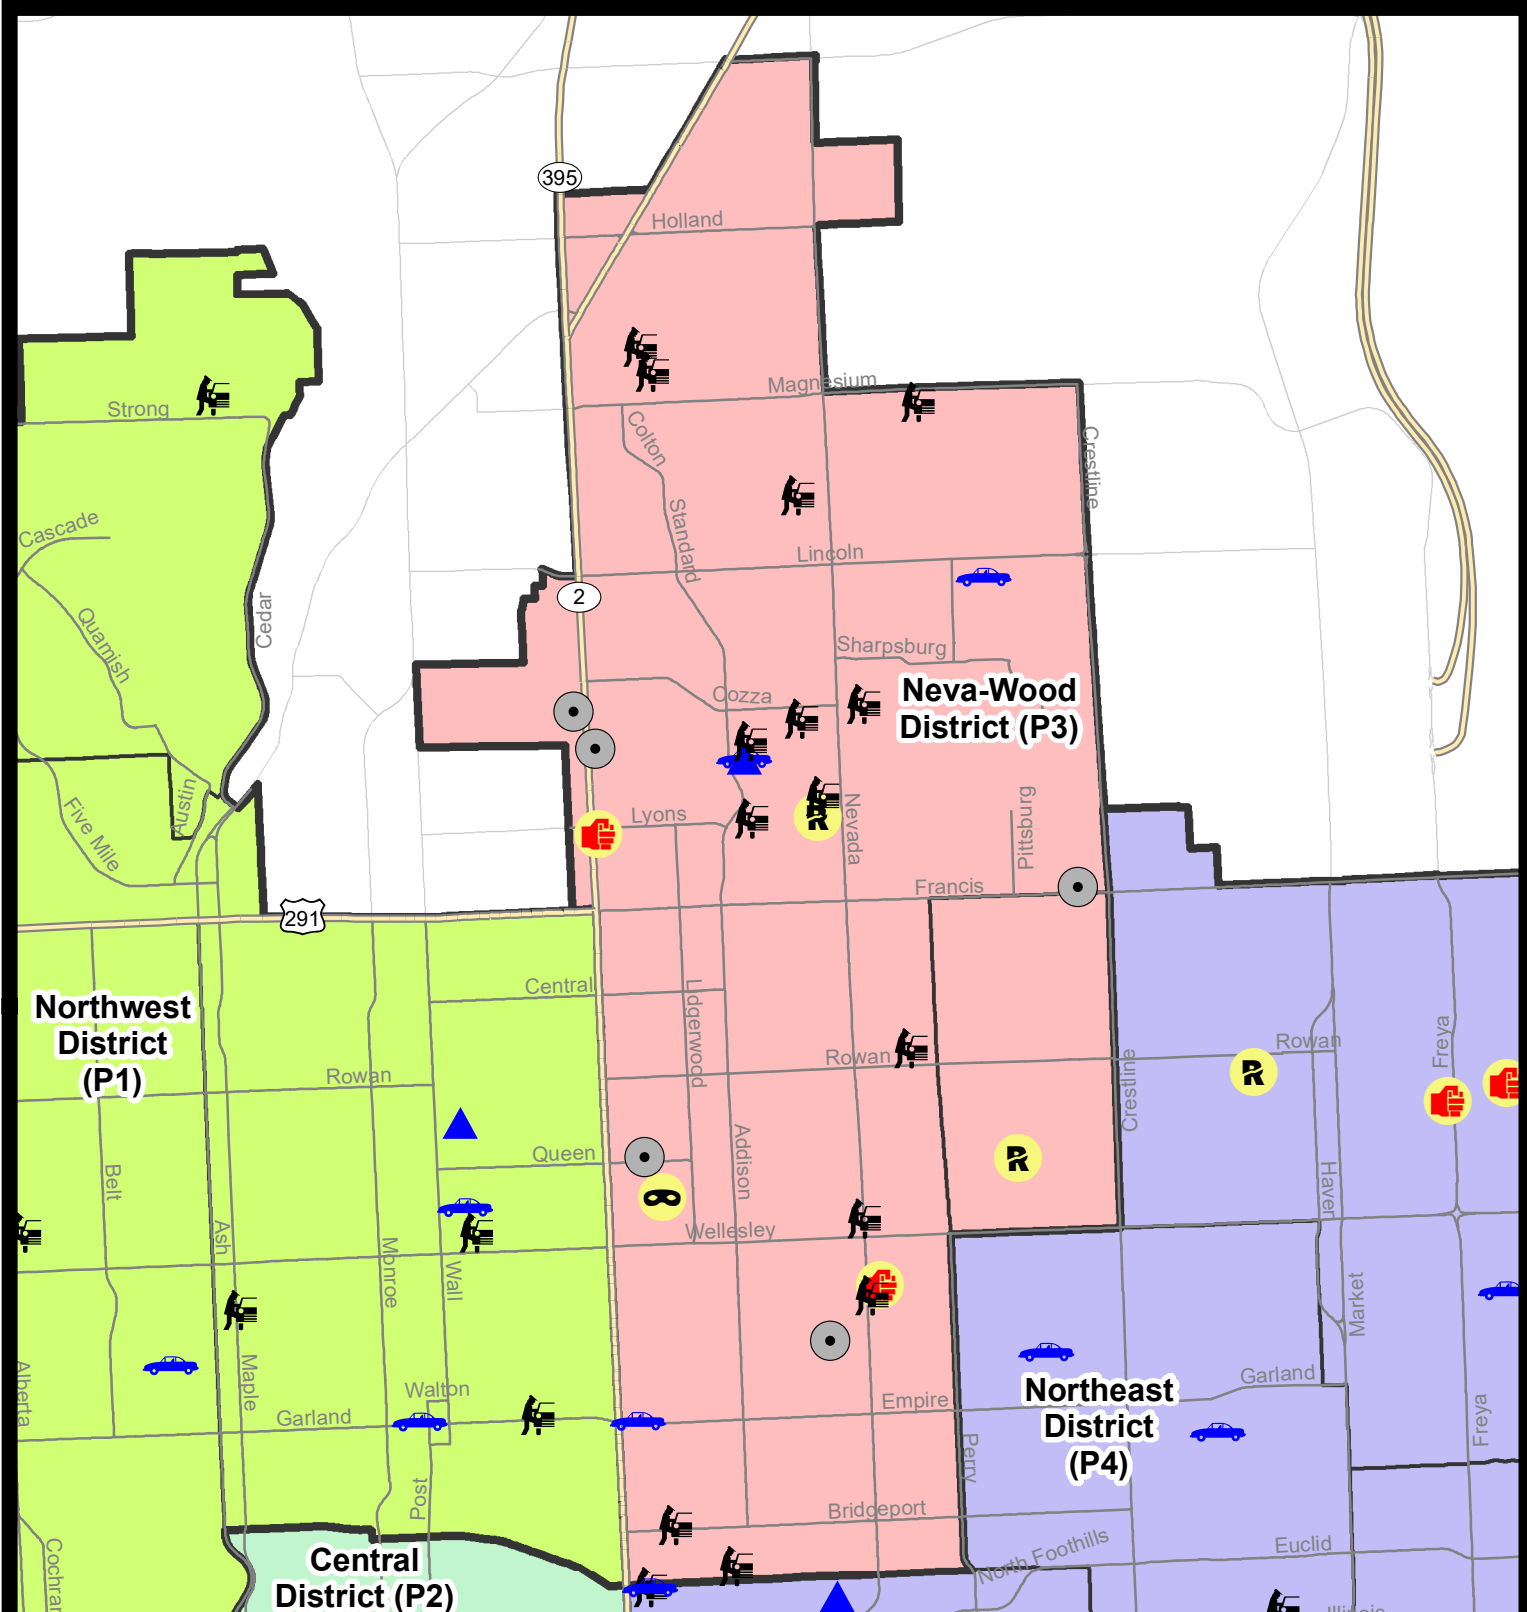 395
Holland
Magnesium
Strong
Colton
Crestline
Cascade
Standard
Lincoln
2
Cedar
Quamish
Sharpsburg
Cozza
Neva-Wood
District (P3)
Austin
Five Mile
Lyons
Nevada
Pittsburg
Francis
291
Central
Lidgerwood
Northwest
District
(P1)
Rowan
Rowan
Rowan
Freya
Crestline
Queen
Addison
Belt
Haven
Ash
Wellesley
Monroe
Wall
Market
Alberta
Maple
Walton
Garland
Empire
Garland
Northeast
District
(P4)
Freya
Perry
Post
Bridgeport
North Foothills
Euclid
Central
District (P2)
Cochran